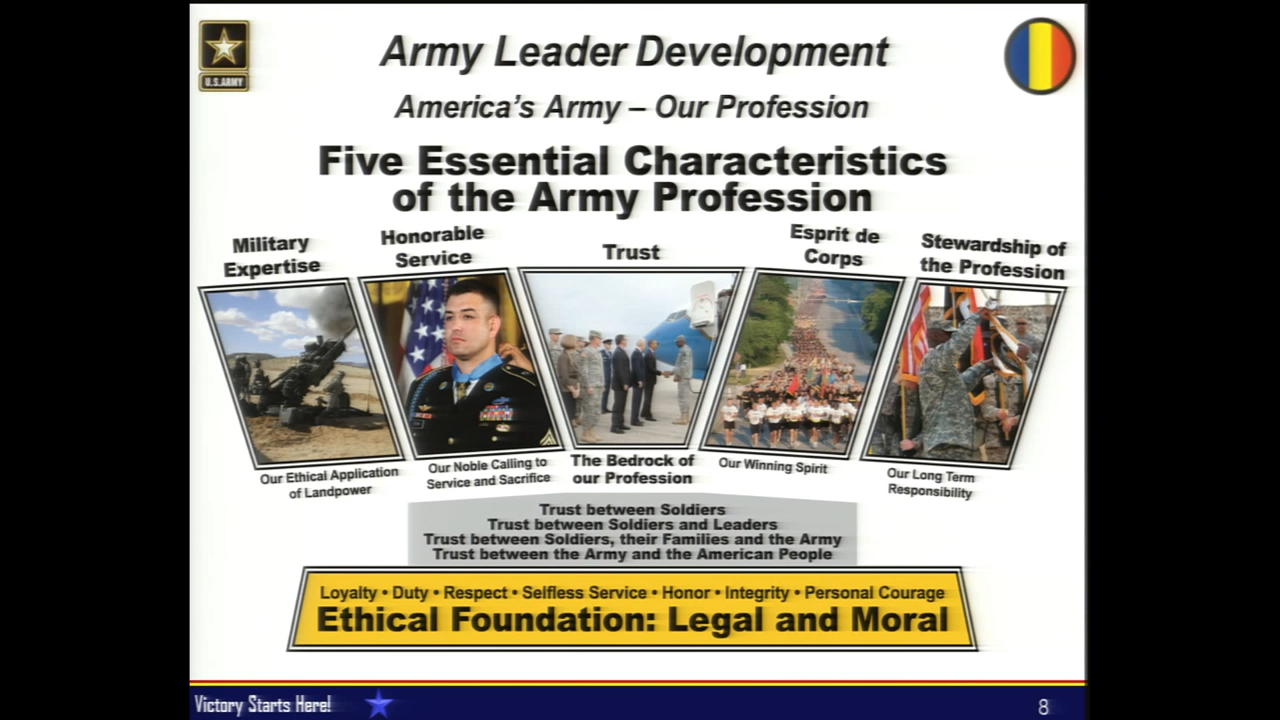 U.S.ARMY
Army Leader Development
America's Army – Our Profession
Five Essential Characteristics
of the Army Profession
Military
Expertise
Honorable
Service
Trust
Esprit de
Corps
Stewardship of
the Profession
Our Ethical Application
of Landpower
Our Noble Calling to
Service and Sacrifice
The Bedrock of
our Profession
Our Winning Spirit
Our Long Term
Responsibility
Trust between Soldiers
Trust between Soldiers and Leaders
Trust between Soldiers, their Families and the Army
Trust between the Army and the American People
Loyalty • Duty • Respect • Selfless Service • Honor • Integrity • Personal Courage
Ethical Foundation: Legal and Moral
Victory Starts Here!
8